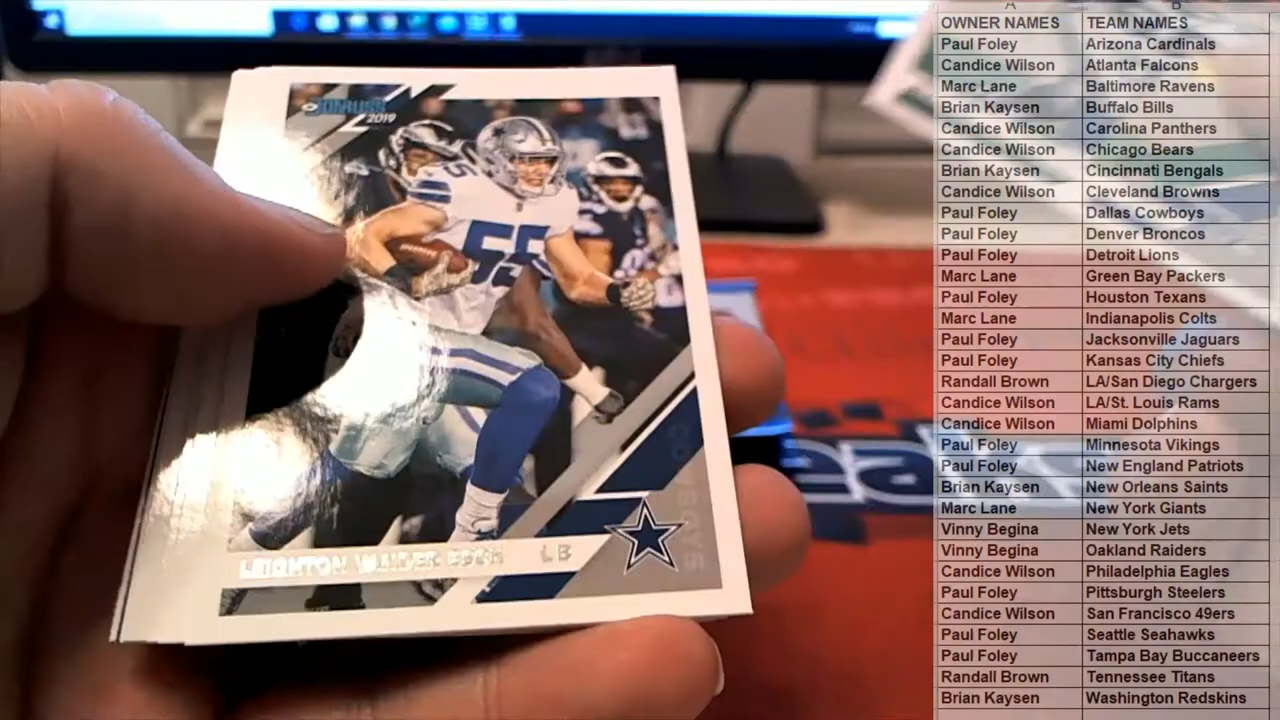 DONRUSS
2019
55
55
COWBOYS
LEIGHTON VANDER ESCH LB
A B
OWNER NAMES TEAM NAMES
Paul Foley Arizona Cardinals
Candice Wilson Atlanta Falcons
Marc Lane Baltimore Ravens
Brian Kaysen Buffalo Bills
Candice Wilson Carolina Panthers
Candice Wilson Chicago Bears
Brian Kaysen Cincinnati Bengals
Candice Wilson Cleveland Browns
Paul Foley Dallas Cowboys
Paul Foley Denver Broncos
Paul Foley Detroit Lions
Marc Lane Green Bay Packers
Paul Foley Houston Texans
Marc Lane Indianapolis Colts
Paul Foley Jacksonville Jaguars
Paul Foley Kansas City Chiefs
Randall Brown LA/San Diego Chargers
Candice Wilson LA/St. Louis Rams
Candice Wilson Miami Dolphins
Paul Foley Minnesota Vikings
Paul Foley New England Patriots
Brian Kaysen New Orleans Saints
Marc Lane New York Giants
Vinny Begina New York Jets
Vinny Begina Oakland Raiders
Candice Wilson Philadelphia Eagles
Paul Foley Pittsburgh Steelers
Candice Wilson San Francisco 49ers
Paul Foley Seattle Seahawks
Paul Foley Tampa Bay Buccaneers
Randall Brown Tennessee Titans
Brian Kaysen Washington Redskins